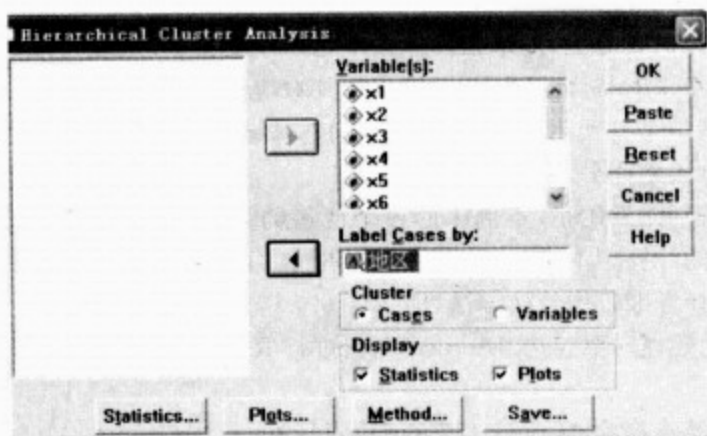 Hierarchical Cluster Analysis
Variable[s]:
x1
x2
x3
x4
x5
x6
OK
Paste
Reset
Cancel
Help
Label Cases by:
地区
Cluster
Cases
Variables
Display
Statistics
Plots
Statistics...
Plots...
Method...
Save...